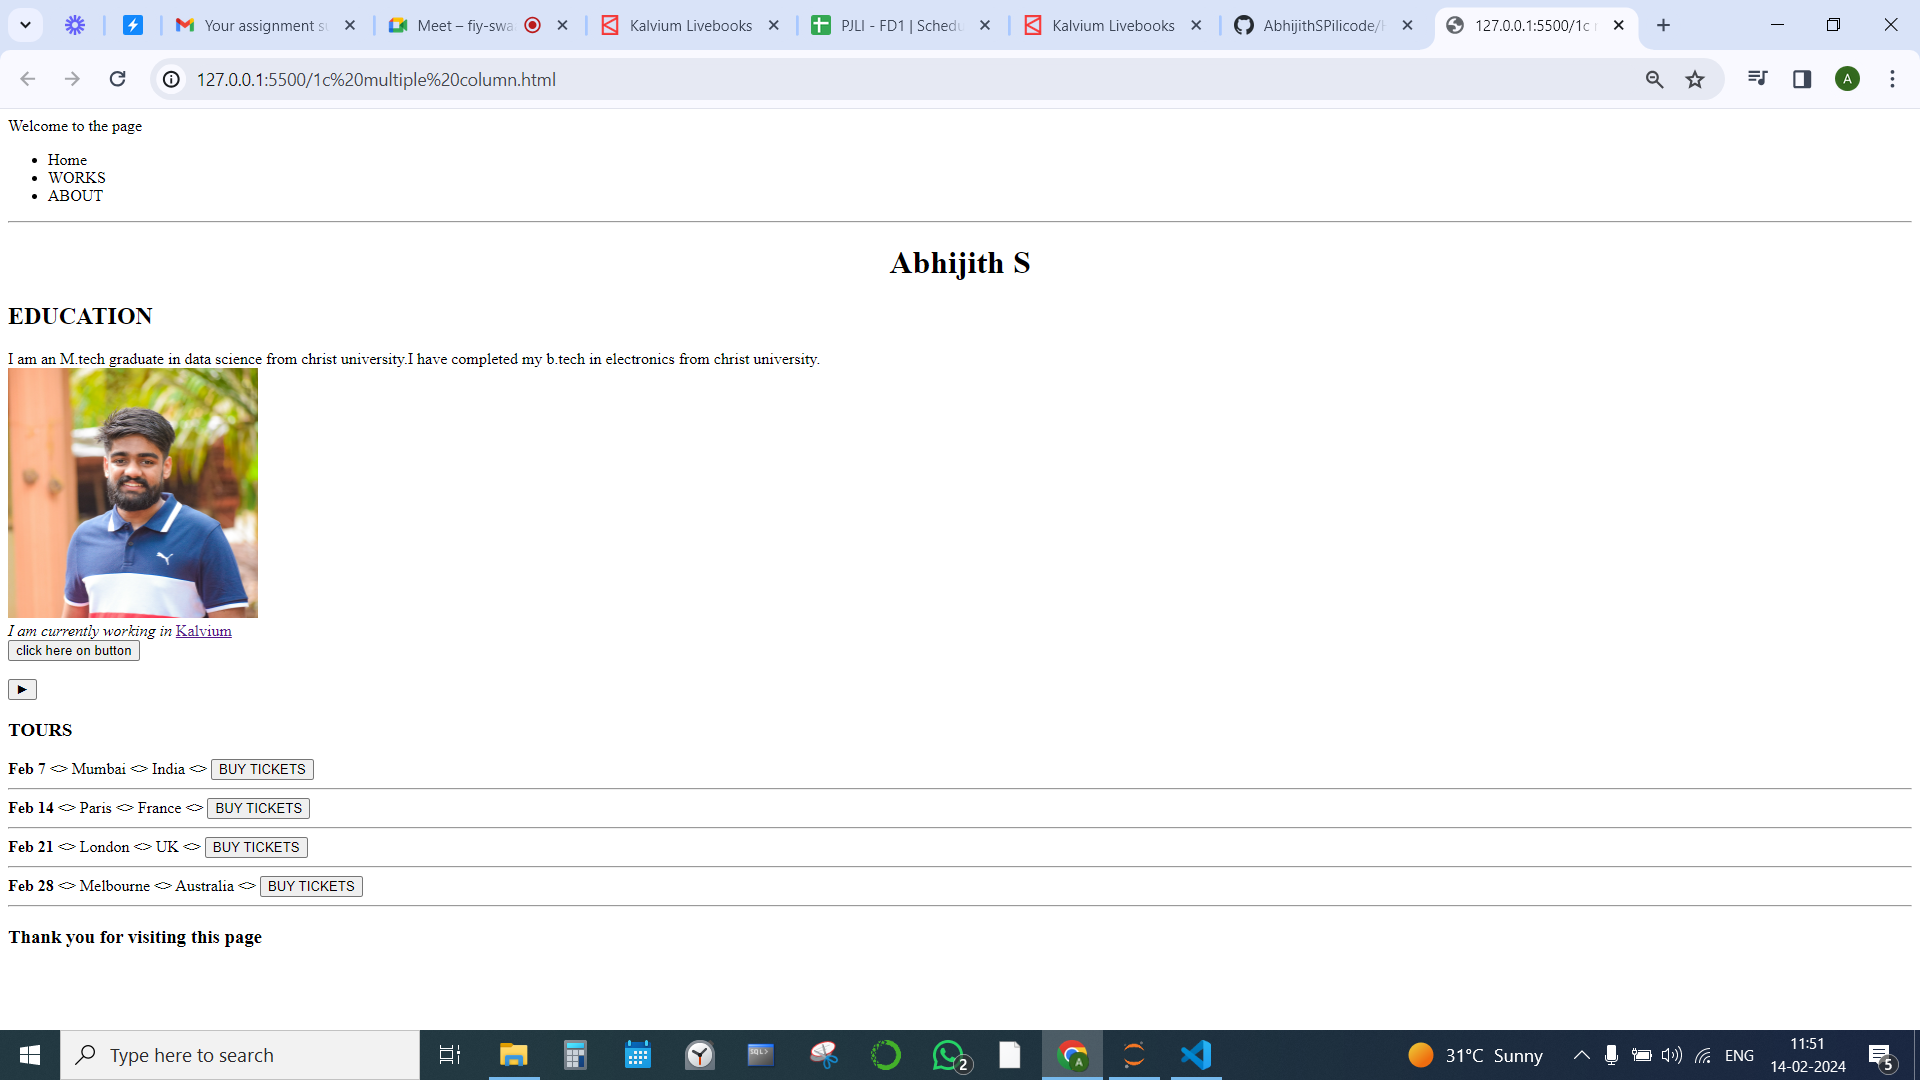 Your assignment su
Meet – fiy-swa
Kalvium Livebooks
PJLI - FD1 | Schedu
Kalvium Livebooks
AbhijithSPilicode/H
127.0.0.1:5500/1c
127.0.0.1:5500/1c%20multiple%20column.html
A
Welcome to the page
• Home
• WORKS
• ABOUT
Abhijith S
EDUCATION
I am an M.tech graduate in data science from christ university.I have completed my b.tech in electronics from christ university.
I am currently working in Kalvium
click here on button
►
TOURS
Feb 7 <> Mumbai <> India <> BUY TICKETS
Feb 14 <> Paris <> France <> BUY TICKETS
Feb 21 <> London <> UK <> BUY TICKETS
Feb 28 <> Melbourne <> Australia <> BUY TICKETS
Thank you for visiting this page
Type here to search
SQL>
2
A
31°C Sunny
ENG
11:51
14-02-2024
5